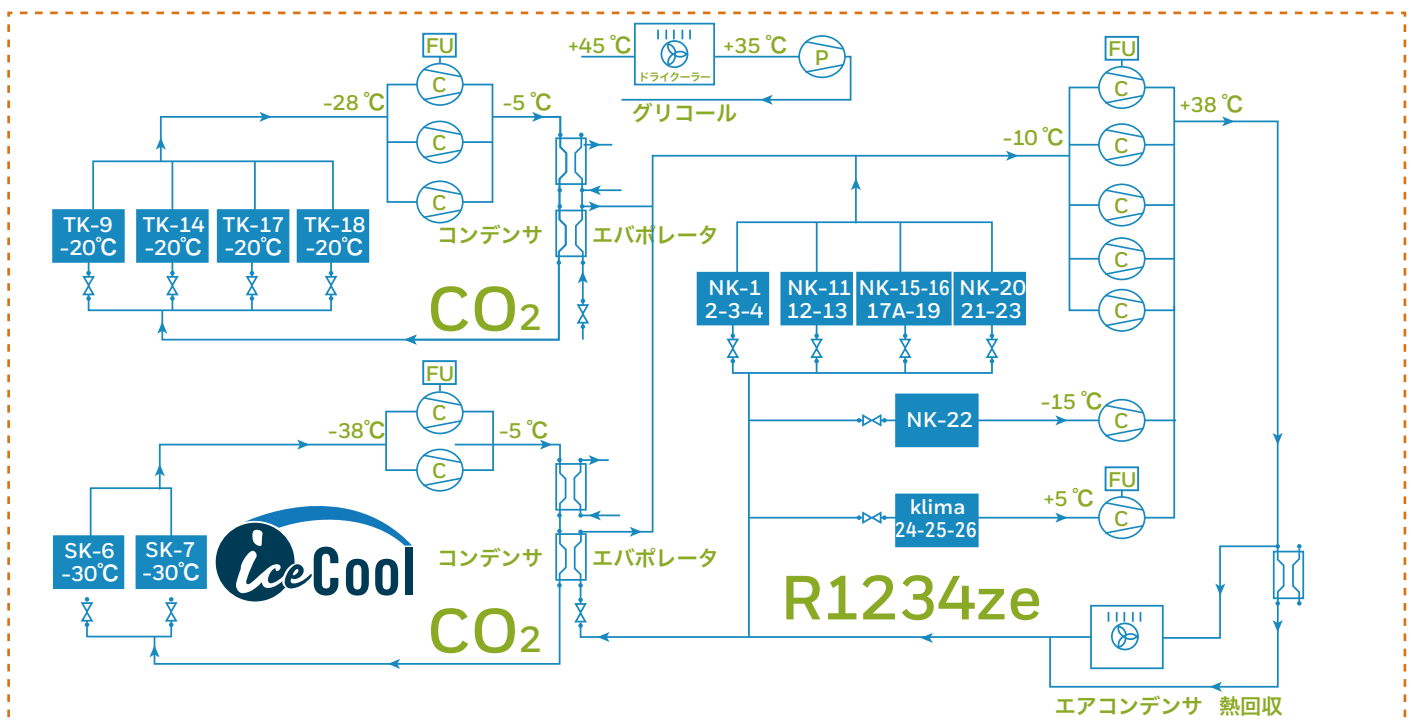 FU
C
-28 ℃
-5 ℃
C
C
TK-9
-20℃
TK-14
-20℃
TK-17
-20℃
TK-18
-20℃
コンデンサ
エバポレータ
CO2
+45 ℃
ドライクーラー
+35 ℃
P
グリコール
FU
C
+38 ℃
-10 ℃
C
C
C
C
NK-1
2-3-4
NK-11
12-13
NK-15-16
17A-19
NK-20
21-23
NK-22
-15 ℃
C
klima
24-25-26
+5 ℃
FU
C
FU
C
-38℃
-5 ℃
C
SK-6
-30℃
SK-7
-30℃
iceCool
コンデンサ
エバポレータ
CO2
R1234ze
エアコンデンサ
熱回収